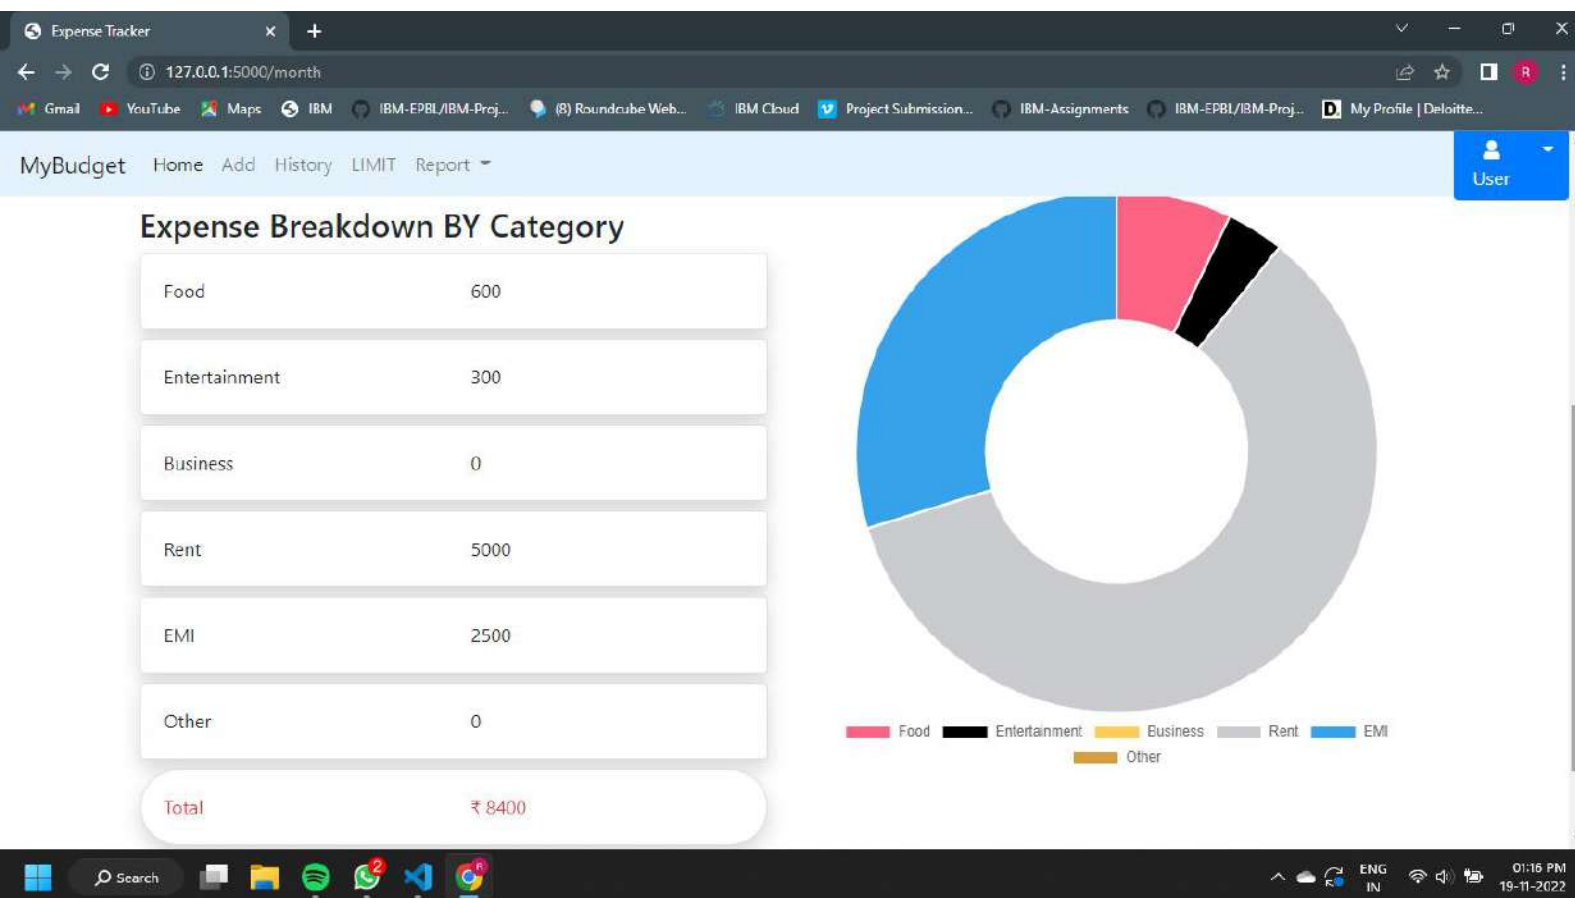 Expense Tracker
127.0.0.1:5000/month
Gmail YouTube Maps IBM IBM-EPBL/IBM-Proj... (8) Roundcube Web... IBM Cloud Project Submission... IBM-Assignments IBM-EPBL/IBM-Proj... D. My Profile | Deloitte...
MyBudget Home Add History LIMIT Report
User
Expense Breakdown BY Category
Food 600
Entertainment 300
Business 0
Rent 5000
EMI 2500
Other 0
Total ₹ 8400
Food Entertainment Business Rent EMI
Other
Search
2
R
ENG
IN
01:16 PM
19-11-2022